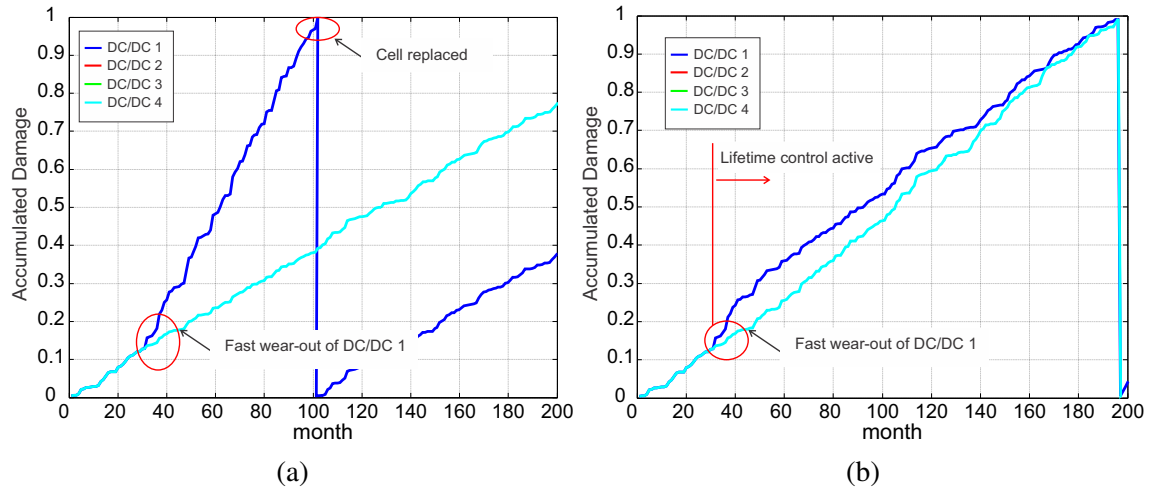 1
0.9
0.8
0.7
0.6
0.5
0.4
0.3
0.2
0.1
0
Accumulated Damage
DC/DC 1
DC/DC 2
DC/DC 3
DC/DC 4
Cell replaced
Fast wear-out of DC/DC 1
0 20 40 60 80 100 120 140 160 180 200
month
(a)
1
0.9
0.8
0.7
0.6
0.5
0.4
0.3
0.2
0.1
0
Accumulated Damage
DC/DC 1
DC/DC 2
DC/DC 3
DC/DC 4
Lifetime control active
Fast wear-out of DC/DC 1
0 20 40 60 80 100 120 140 160 180 200
month
(b)